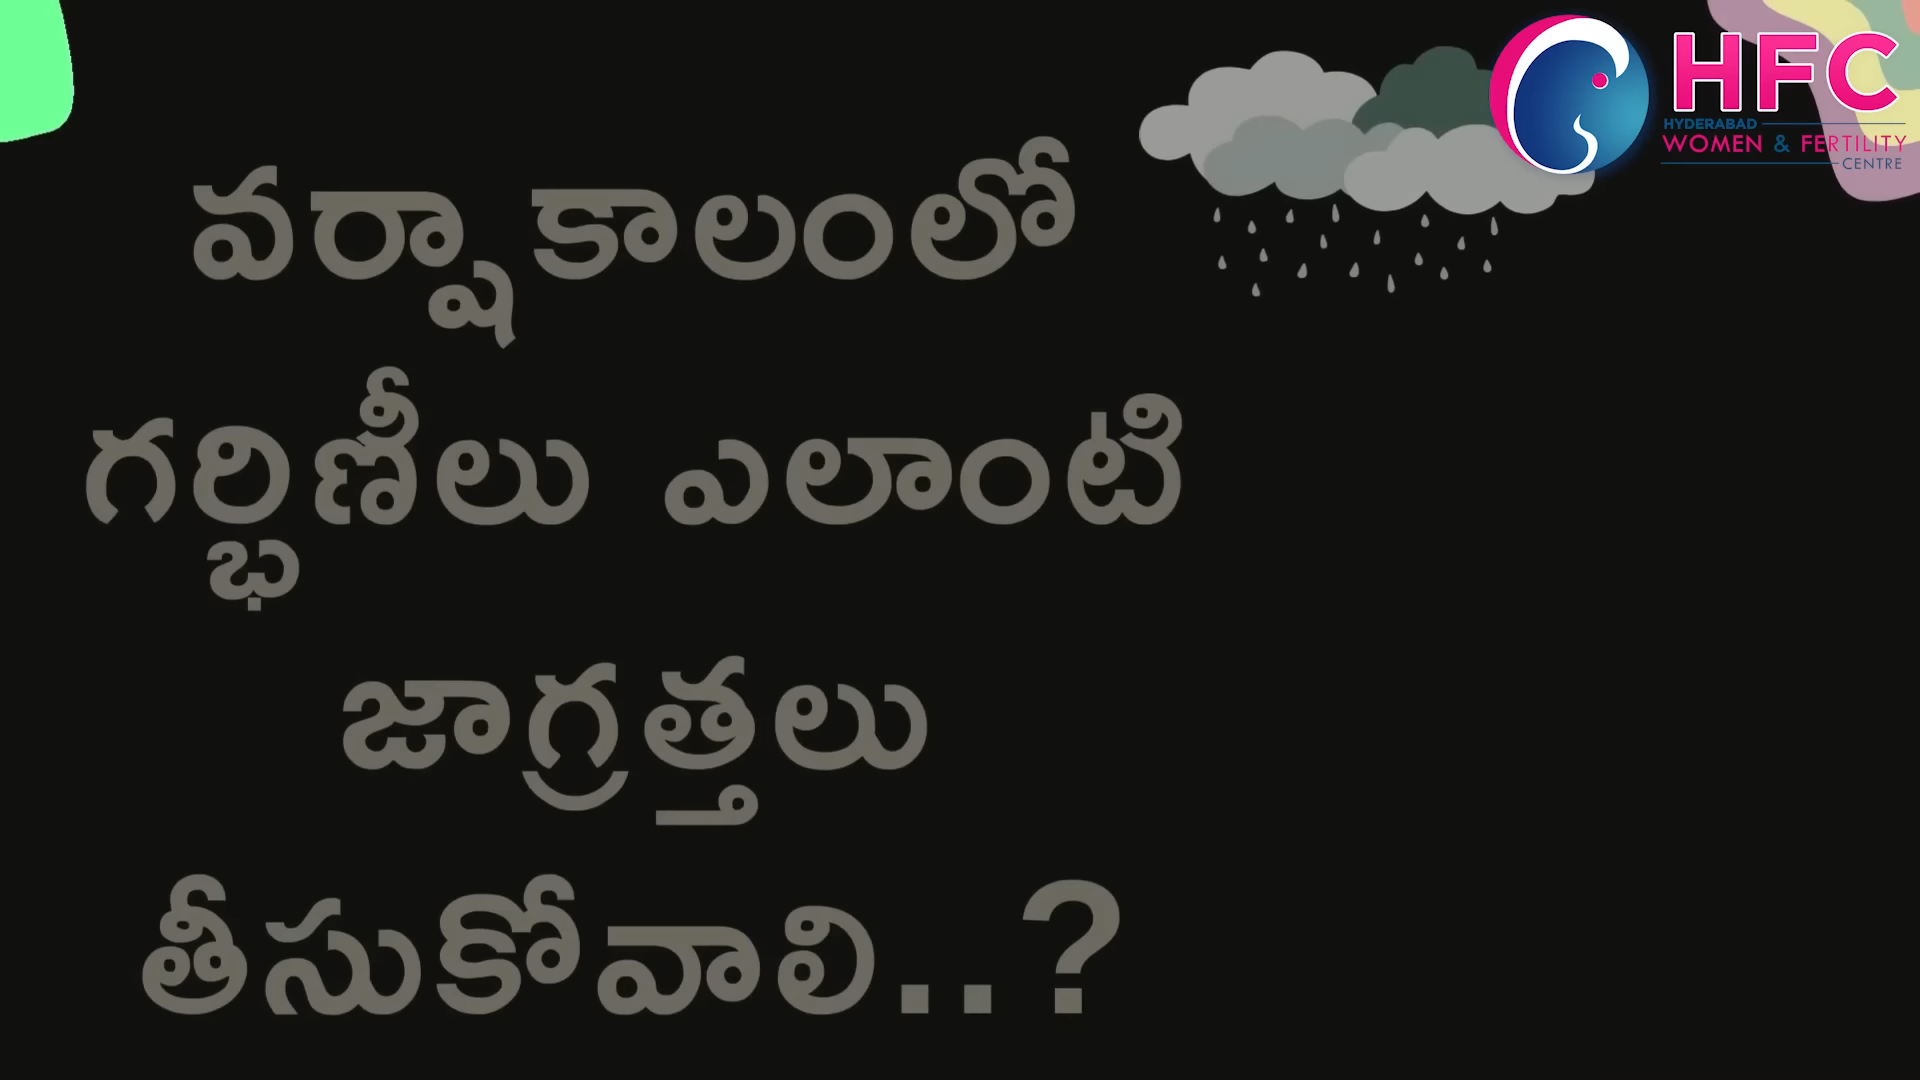 HFC
HYDERABAD
WOMEN & FERTILITY
CENTRE
వర్షాకాలంలో
గర్భిణీలు ఎలాంటి
జాగ్రత్తలు
తీసుకోవాలి..?